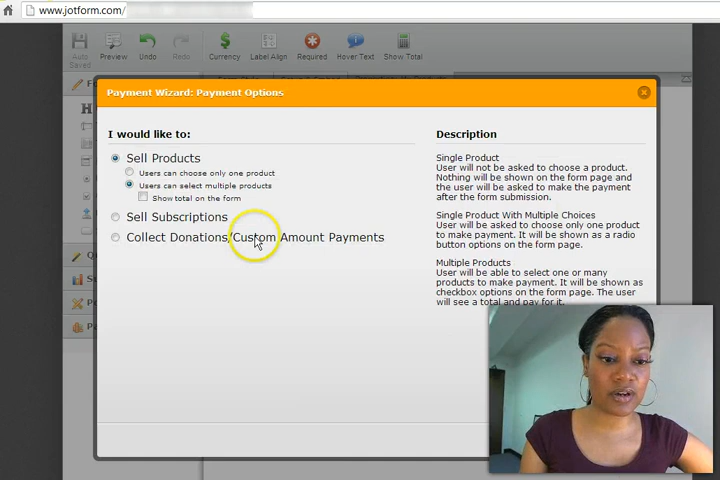 www.jotform.com/
Auto Saved
Preview
Undo
Currency
Label Align
Required
Hover Text
Show Total
Payment Wizard: Payment Options
I would like to:
Sell Products
Users can choose only one product
Users can select multiple products
Show total on the form
Sell Subscriptions
Collect Donations/Custom Amount Payments
Description
Single Product
User will not be asked to choose a product.
Nothing will be shown on the form page and
the user will be asked to make the payment
after the form submission.
Single Product With Multiple Choices
User will be asked to choose only one product
to make payment. It will be shown as a radio
button options on the form page.
Multiple Products
User will be able to select one or many
products to make payment. It will be shown as
checkbox options on the form page. The user
will see a total and pay for it.